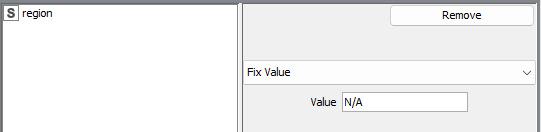 S region
Remove
Fix Value
Value N/A